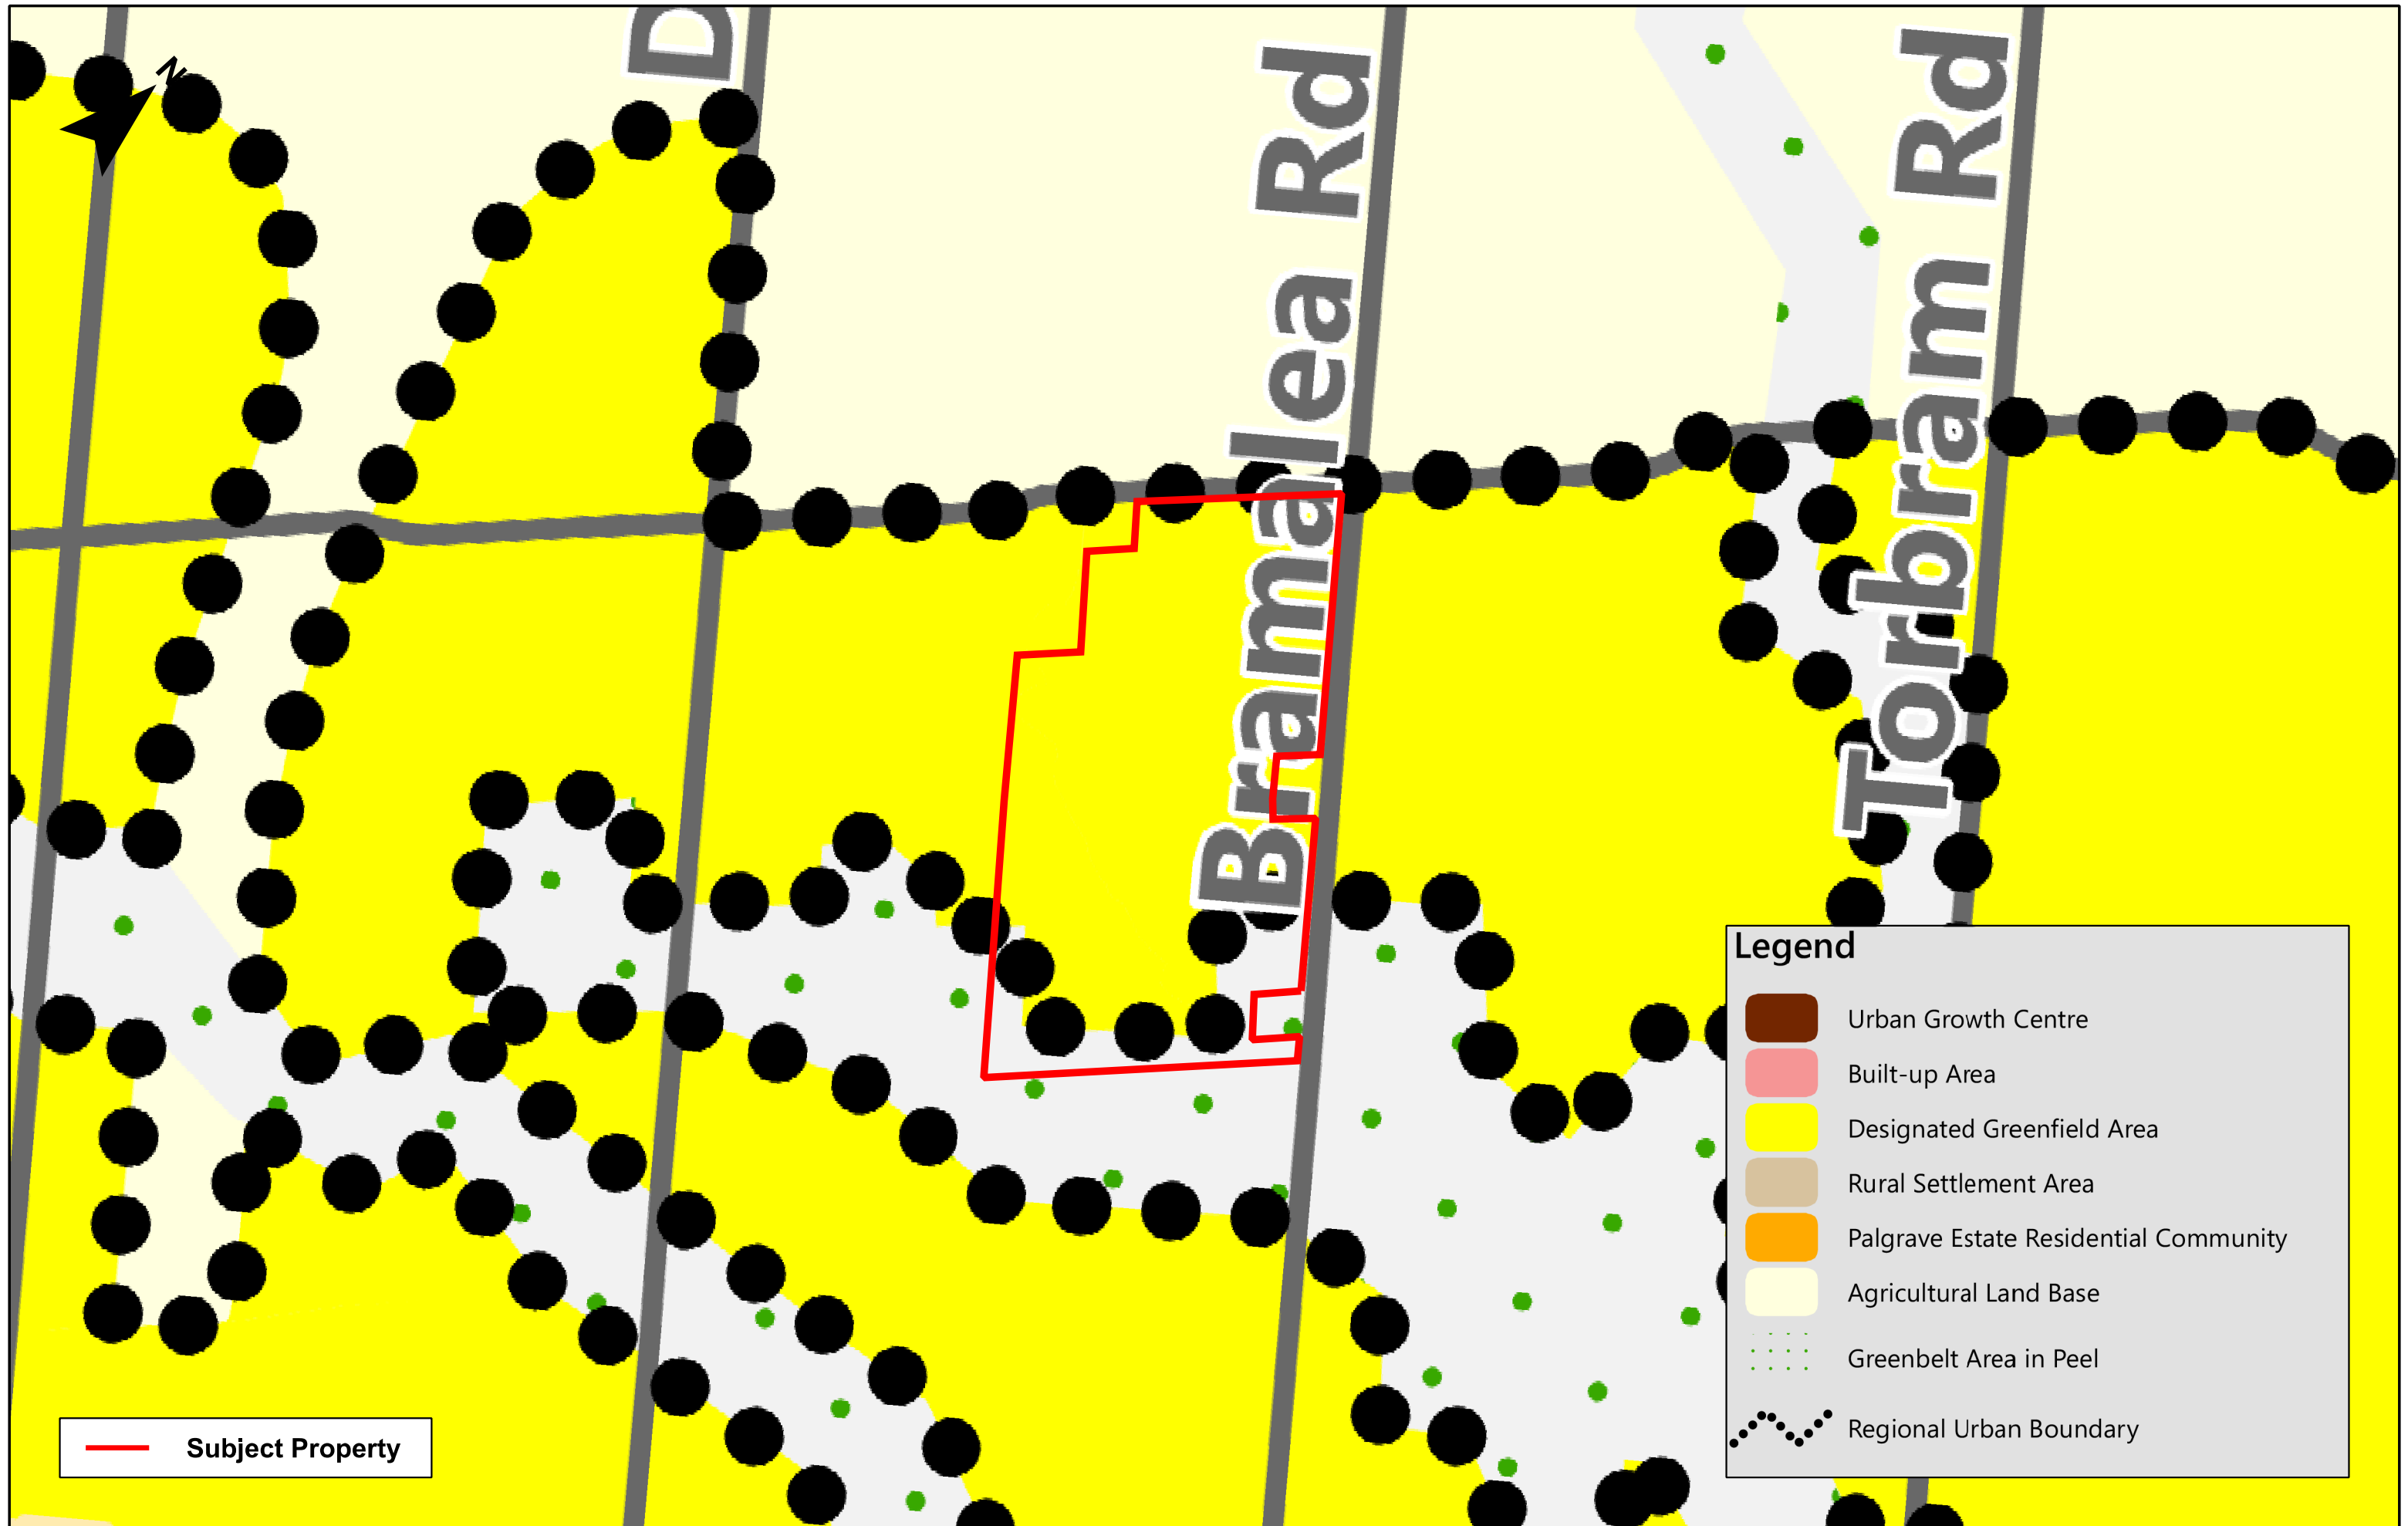 N
D
Bramalea Rd
Torbram Rd
Legend
Urban Growth Centre
Built-up Area
Designated Greenfield Area
Rural Settlement Area
Palgrave Estate Residential Community
Agricultural Land Base
Greenbelt Area in Peel
Regional Urban Boundary
Subject Property